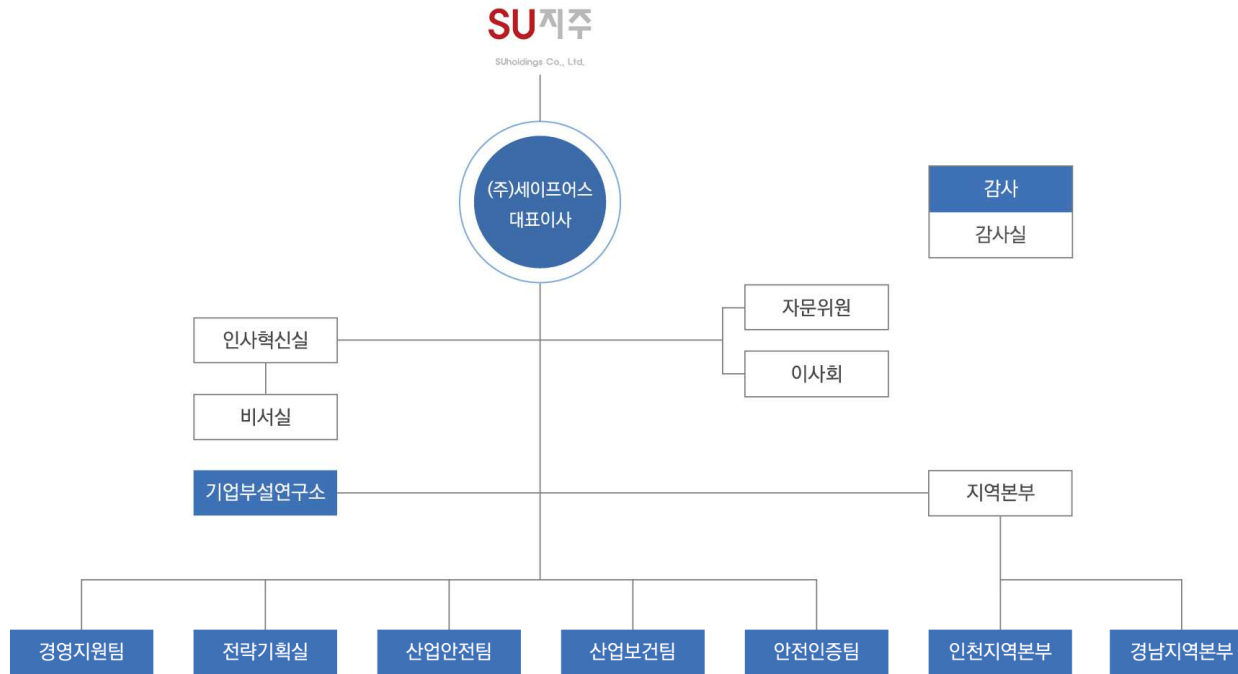 SU지주
SUholdings Co., Ltd.
(주)세이프어스
대표이사
감사
감사실
자문위원
인사혁신실
이사회
비서실
기업부설연구소
지역본부
경영지원팀
전략기획실
산업안전팀
산업보건팀
안전인증팀
인천지역본부
경남지역본부